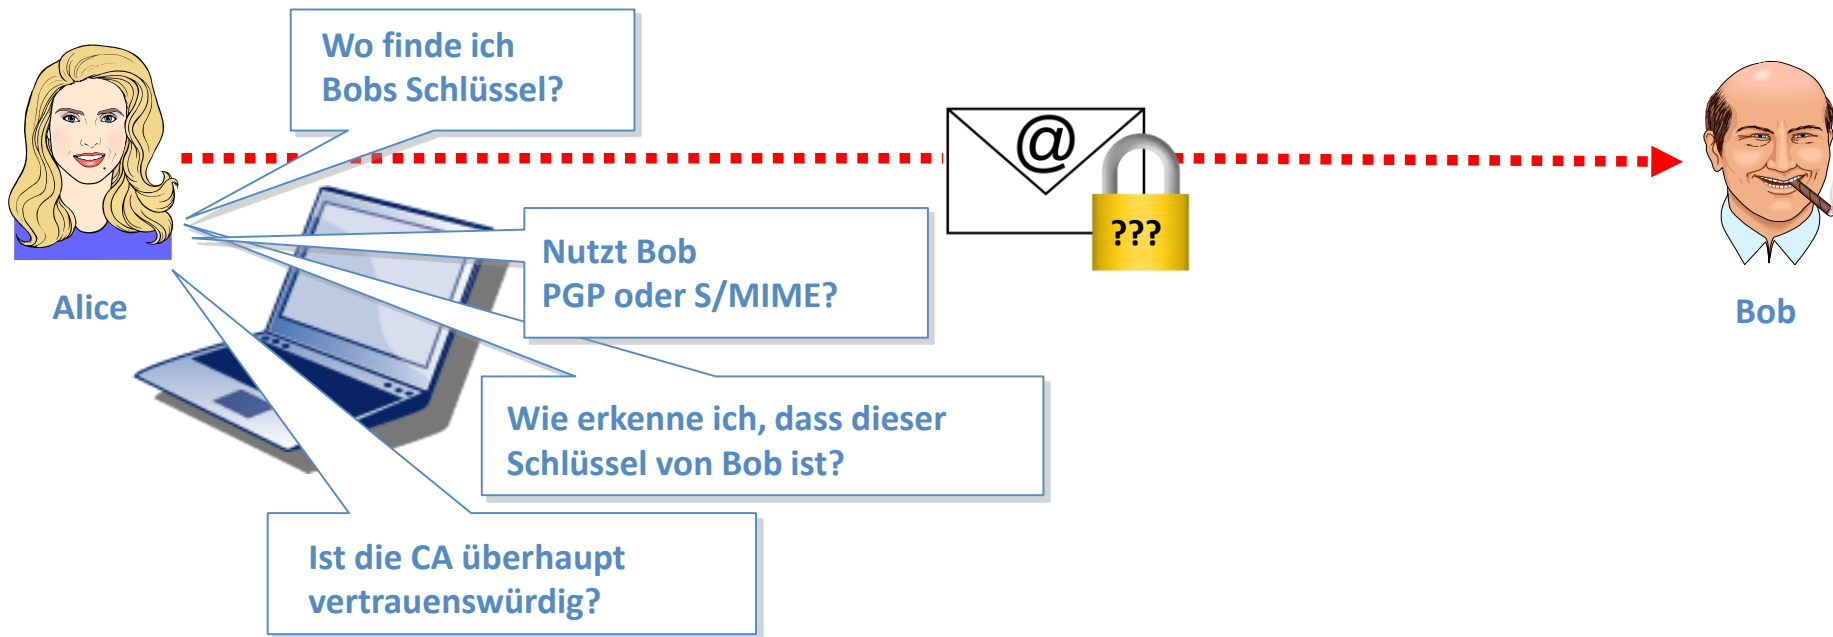 Wo finde ich
Bobs Schlüssel?
@
???
Nutzt Bob
PGP oder S/MIME?
Alice
Bob
Wie erkenne ich, dass dieser
Schlüssel von Bob ist?
Ist die CA überhaupt
vertrauenswürdig?